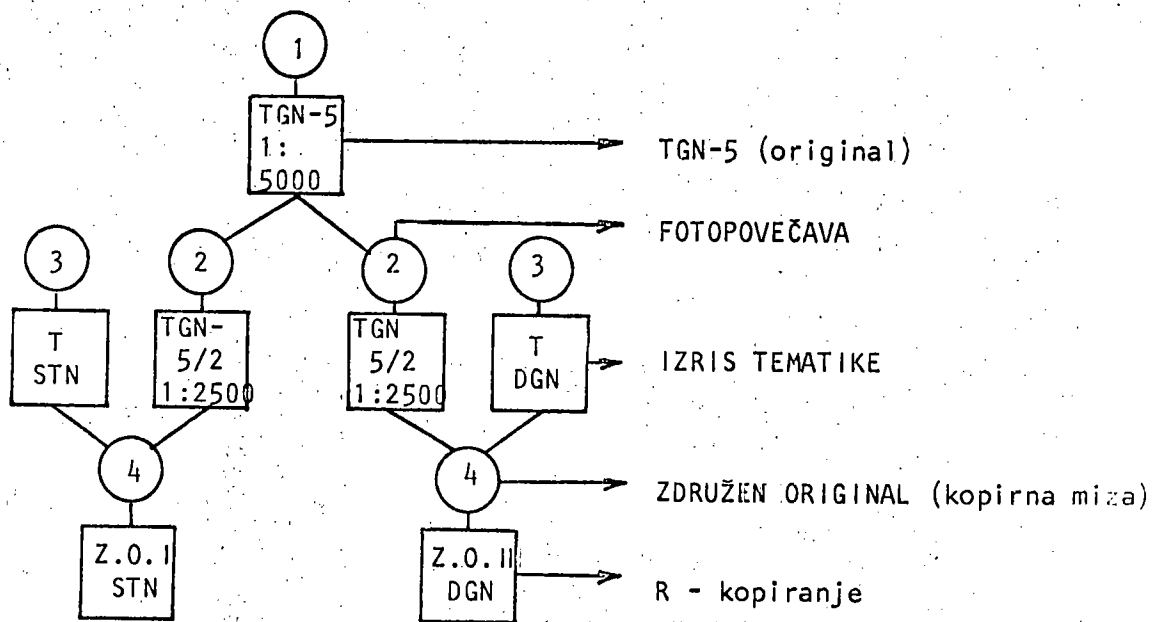 1
TGN-5
1:
5000
TGN-5 (original)
FOTOPOVEČAVA
3
2
2
3
T
STN
TGN-
5/2
1:2500
TGN
5/2
1:2500
T
DGN
IZRIS TEMATIKE
4
4
ZDRUŽEN ORIGINAL (kopirna miza)
Z.O.I
STN
Z.O.II
DGN
R - kopiranje